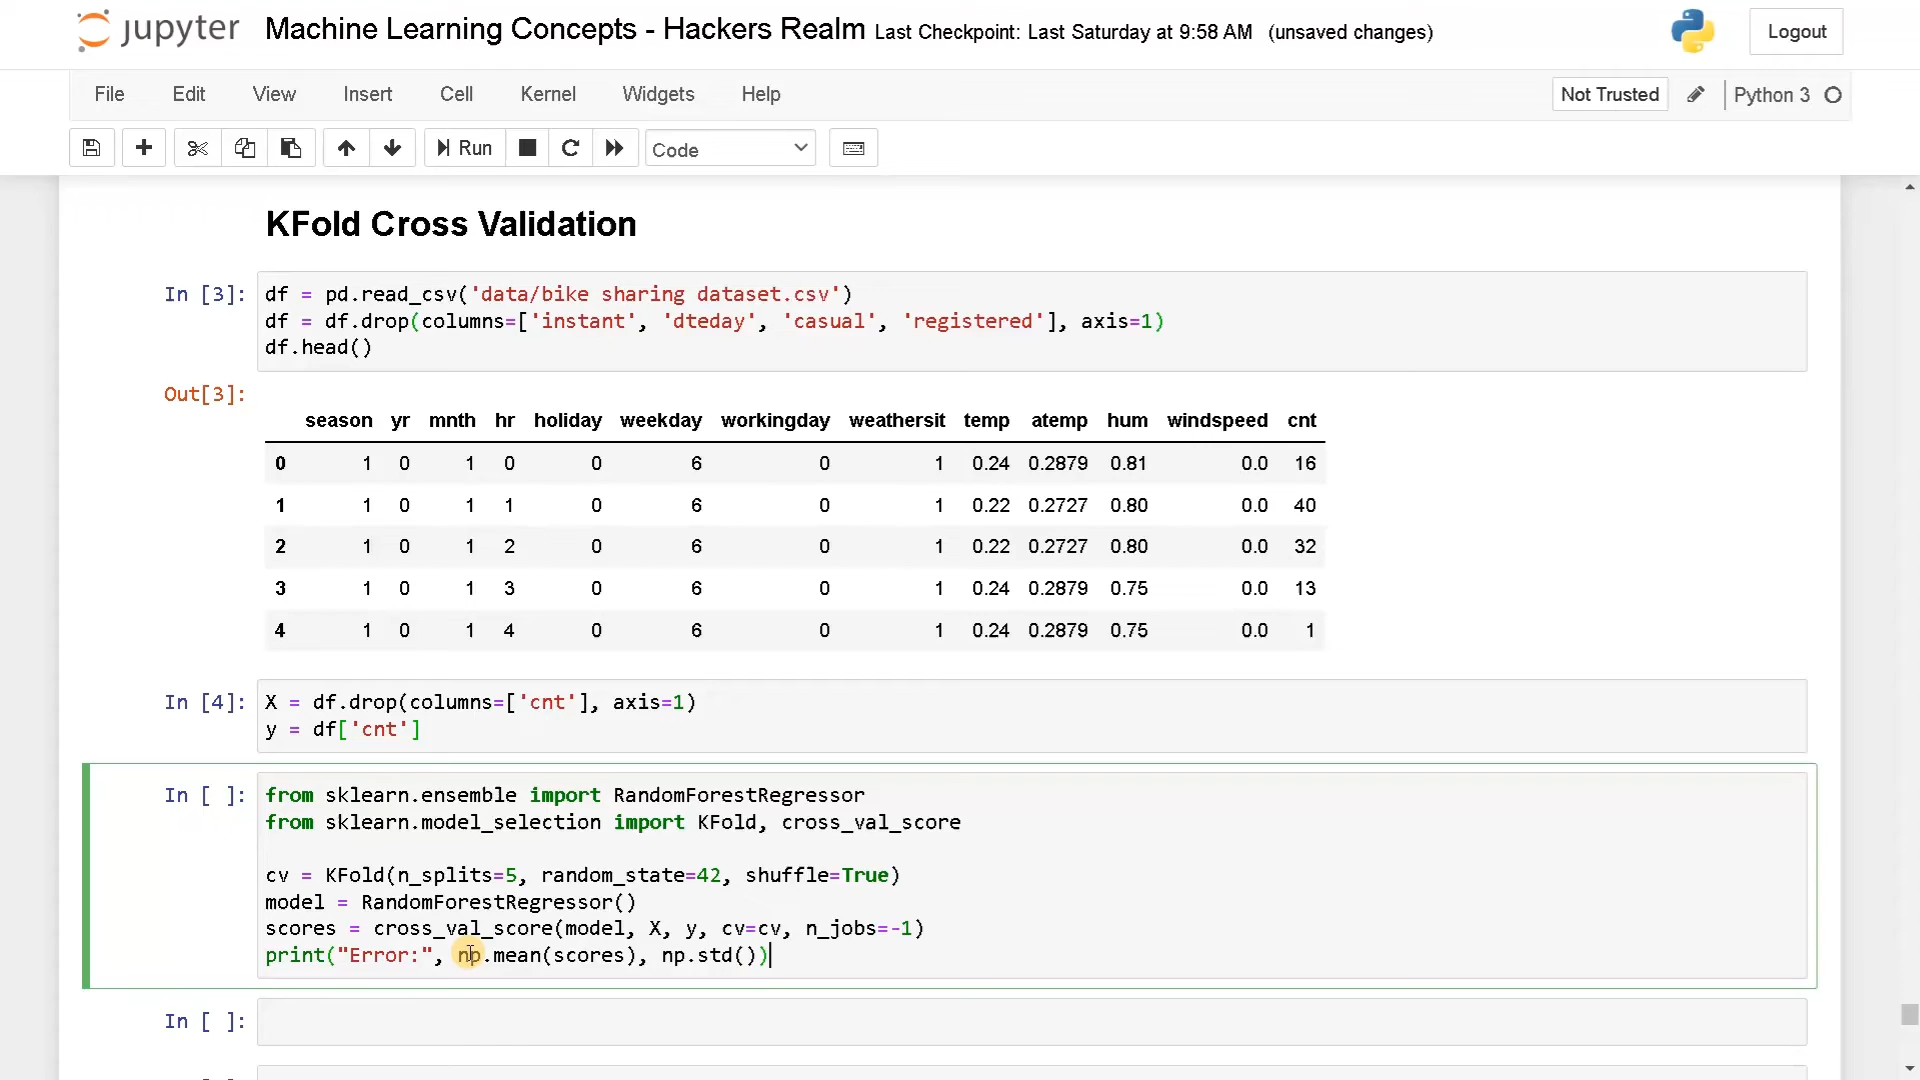 jupyter Machine Learning Concepts - Hackers Realm Last Checkpoint: Last Saturday at 9:58 AM (unsaved changes) Logout
File Edit View Insert Cell Kernel Widgets Help Not Trusted Python 3
Run Code
KFold Cross Validation
In [3]: df = pd.read_csv('data/bike sharing dataset.csv')
df = df.drop(columns=['instant', 'dteday', 'casual', 'registered'], axis=1)
df.head()
Out[3]:
season yr mnth hr holiday weekday workingday weathersit temp atemp hum windspeed cnt
0 1 0 1 0 0 6 0 1 0.24 0.2879 0.81 0.0 16
1 1 0 1 1 0 6 0 1 0.22 0.2727 0.80 0.0 40
2 1 0 1 2 0 6 0 1 0.22 0.2727 0.80 0.0 32
3 1 0 1 3 0 6 0 1 0.24 0.2879 0.75 0.0 13
4 1 0 1 4 0 6 0 1 0.24 0.2879 0.75 0.0 1
In [4]: X = df.drop(columns=['cnt'], axis=1)
y = df['cnt']
In [ ]: from sklearn.ensemble import RandomForestRegressor
from sklearn.model_selection import KFold, cross_val_score
cv = KFold(n_splits=5, random_state=42, shuffle=True)
model = RandomForestRegressor()
scores = cross_val_score(model, X, y, cv=cv, n_jobs=-1)
print("Error:", np.mean(scores), np.std())
In [ ]: